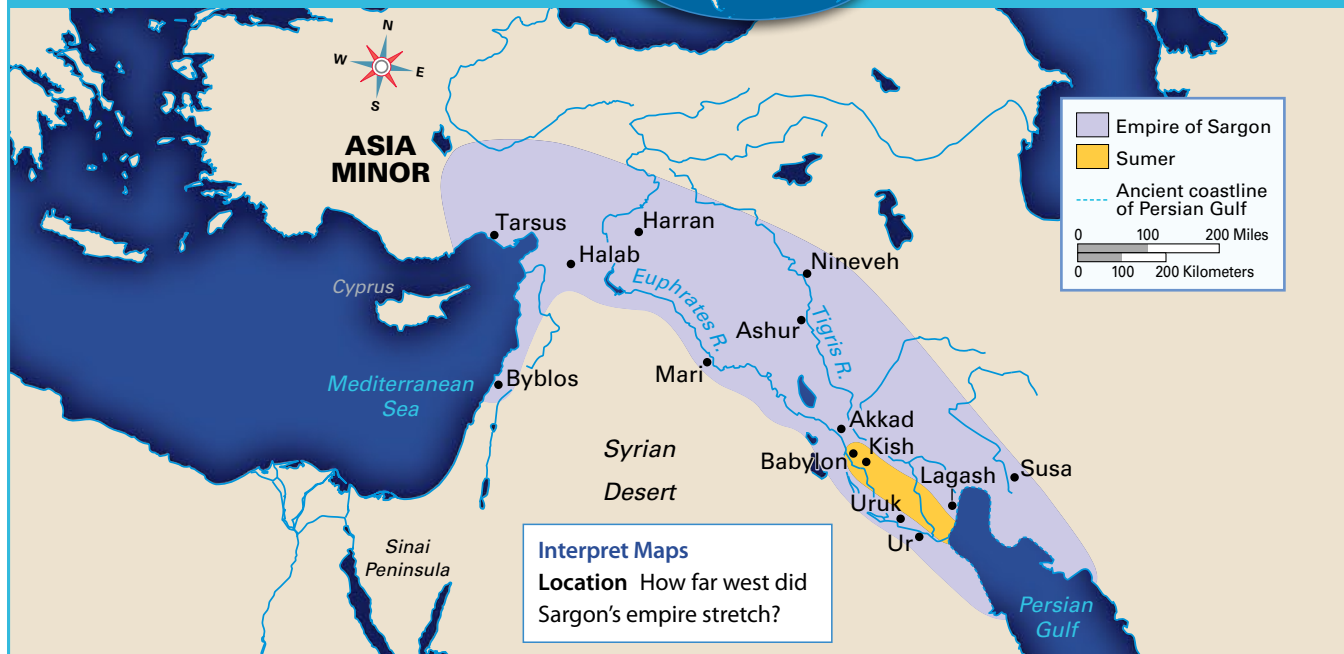 N
W
E
S
ASIA
MINOR
Tarsus
Harran
Halab
Nineveh
Cyprus
Euphrates R.
Ashur
Tigris R.
Mari
Mediterranean
Sea
Byblos
Akkad
Kish
Babylon
Syrian
Desert
Lagash
Susa
Uruk
Ur
Sinai
Peninsula
Persian
Gulf
Empire of Sargon
Sumer
Ancient coastline
of Persian Gulf
0 100 200 Miles
0 100 200 Kilometers
Interpret Maps
Location How far west did
Sargon’s empire stretch?